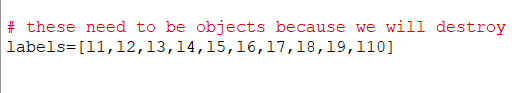 # these need to be objects because we will destroy
labels=[l1,l2,l3,l4,l5,l6,l7,l8,l9,l10]